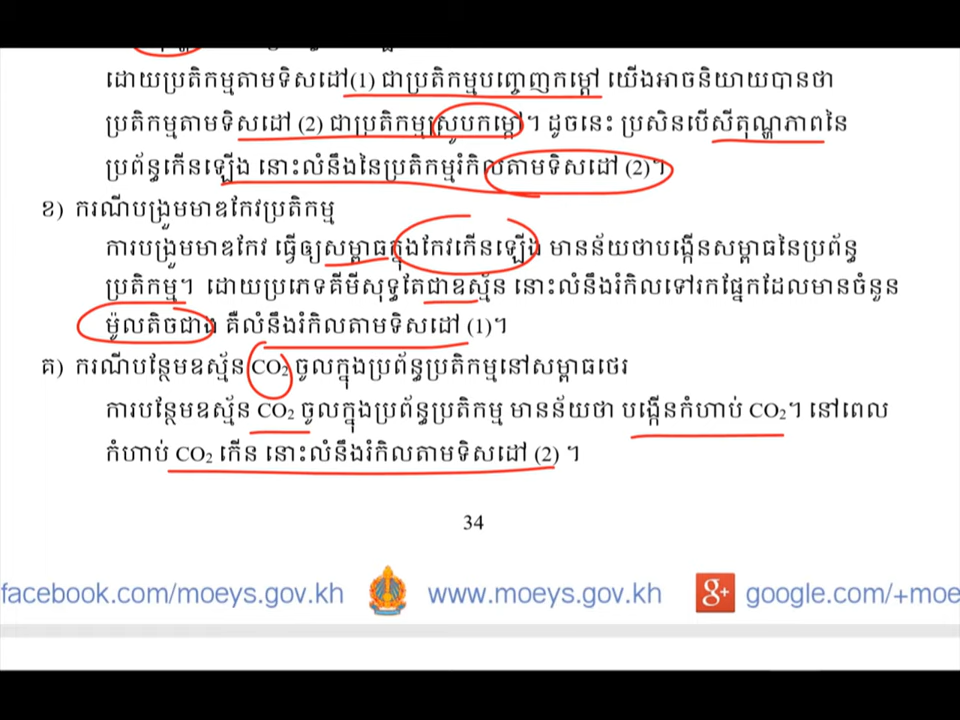 ដោយប្រតិកម្មតាមទិសដៅ(1) ជាប្រតិកម្មបញ្ចេញកម្ដៅ យើងអាចនិយាយបានថា
ប្រតិកម្មតាមទិសដៅ (2) ជាប្រតិកម្មស្រូបកម្ដៅ។ ដូចនេះ ប្រសិនបើសីតុណ្ហភាពនៃ
ប្រព័ន្ធកើនឡើង នោះលំនឹងនៃប្រតិកម្មរំកិលតាមទិសដៅ (2)។
ខ) ករណីបង្រួមមាឌកែវប្រតិកម្ម
ការបង្រួមមាឌកែវ ធ្វើឲ្យសម្ពាធក្នុងកែវកើនឡើង មានន័យថាបង្កើនសម្ពាធនៃប្រព័ន្ធ
ប្រតិកម្ម។ ដោយប្រភេទគីមីសុទ្ធតែជាឧស្ម័ន នោះលំនឹងរំកិលទៅរកផ្នែកដែលមានចំនួន
ម៉ូលតិចជាង គឺលំនឹងរំកិលតាមទិសដៅ (1)។
គ) ករណីបន្ថែមឧស្ម័ន CO₂ ចូលក្នុងប្រព័ន្ធប្រតិកម្មនៅសម្ពាធថេរ
ការបន្ថែមឧស្ម័ន CO₂ ចូលក្នុងប្រព័ន្ធប្រតិកម្ម មានន័យថា បង្កើនកំហាប់ CO₂។ នៅពេល
កំហាប់ CO₂ កើន នោះលំនឹងរំកិលតាមទិសដៅ (2) ។
34
facebook.com/moeys.gov.kh www.moeys.gov.kh g+ google.com/+moe